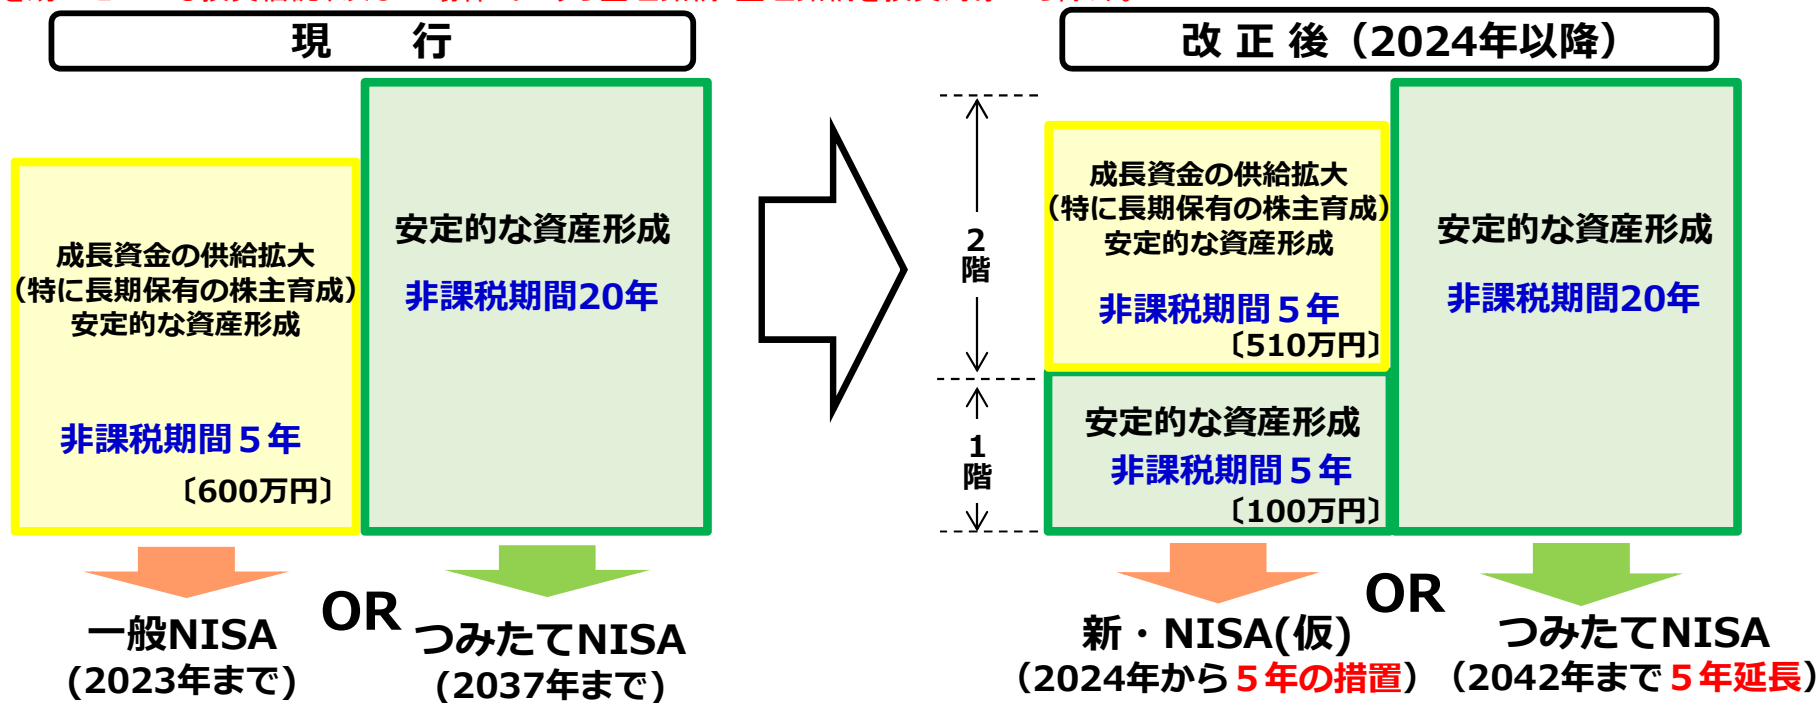 現 行
成長資金の供給拡大
（特に長期保有の株主育成）
安定的な資産形成
非課税期間５年
〔600万円〕
安定的な資産形成
非課税期間20年
一般NISA
(2023年まで)
OR
つみたてNISA
(2037年まで)
改 正 後（2024年以降）
2階
1階
成長資金の供給拡大
（特に長期保有の株主育成）
安定的な資産形成
非課税期間５年
〔510万円〕
安定的な資産形成
非課税期間５年
〔100万円〕
安定的な資産形成
非課税期間20年
新・NISA(仮)
（2024年から５年の措置）
OR
つみたてNISA
（2042年まで５年延長）